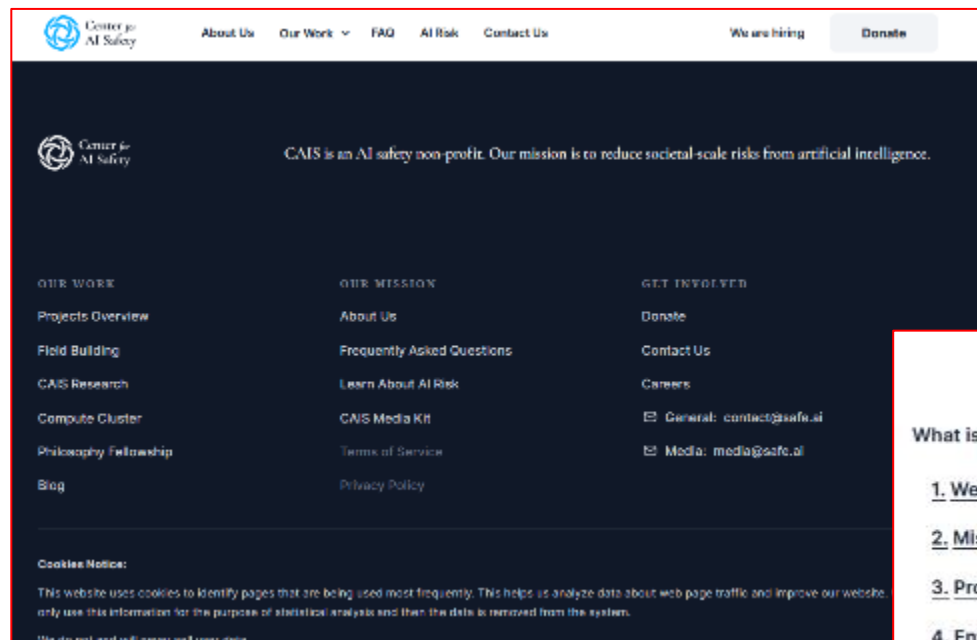 Center for
AI Safety
About Us Our Work FAQ AI Risk Contact Us We are hiring Donate
Center for
AI Safety
CAIS is an AI safety non-profit. Our mission is to reduce societal-scale risks from artificial intelligence.
OUR WORK OUR MISSION GET INVOLVED
Projects Overview About Us Donate
Field Building Frequently Asked Questions Contact Us
CAIS Research Learn About AI Risk Careers
Compute Cluster CAIS Media Kit General: contact@safe.ai
Philosophy Fellowship Terms of Service Media: media@safe.ai
Blog Privacy Policy
What is
1. We
2. Mis
3. Pro
Cookies Notice:
This website uses cookies to identify pages that are being used most frequently. This helps us analyze data about web page traffic and improve our website.
only use this information for the purpose of statistical analysis and then the data is removed from the system.